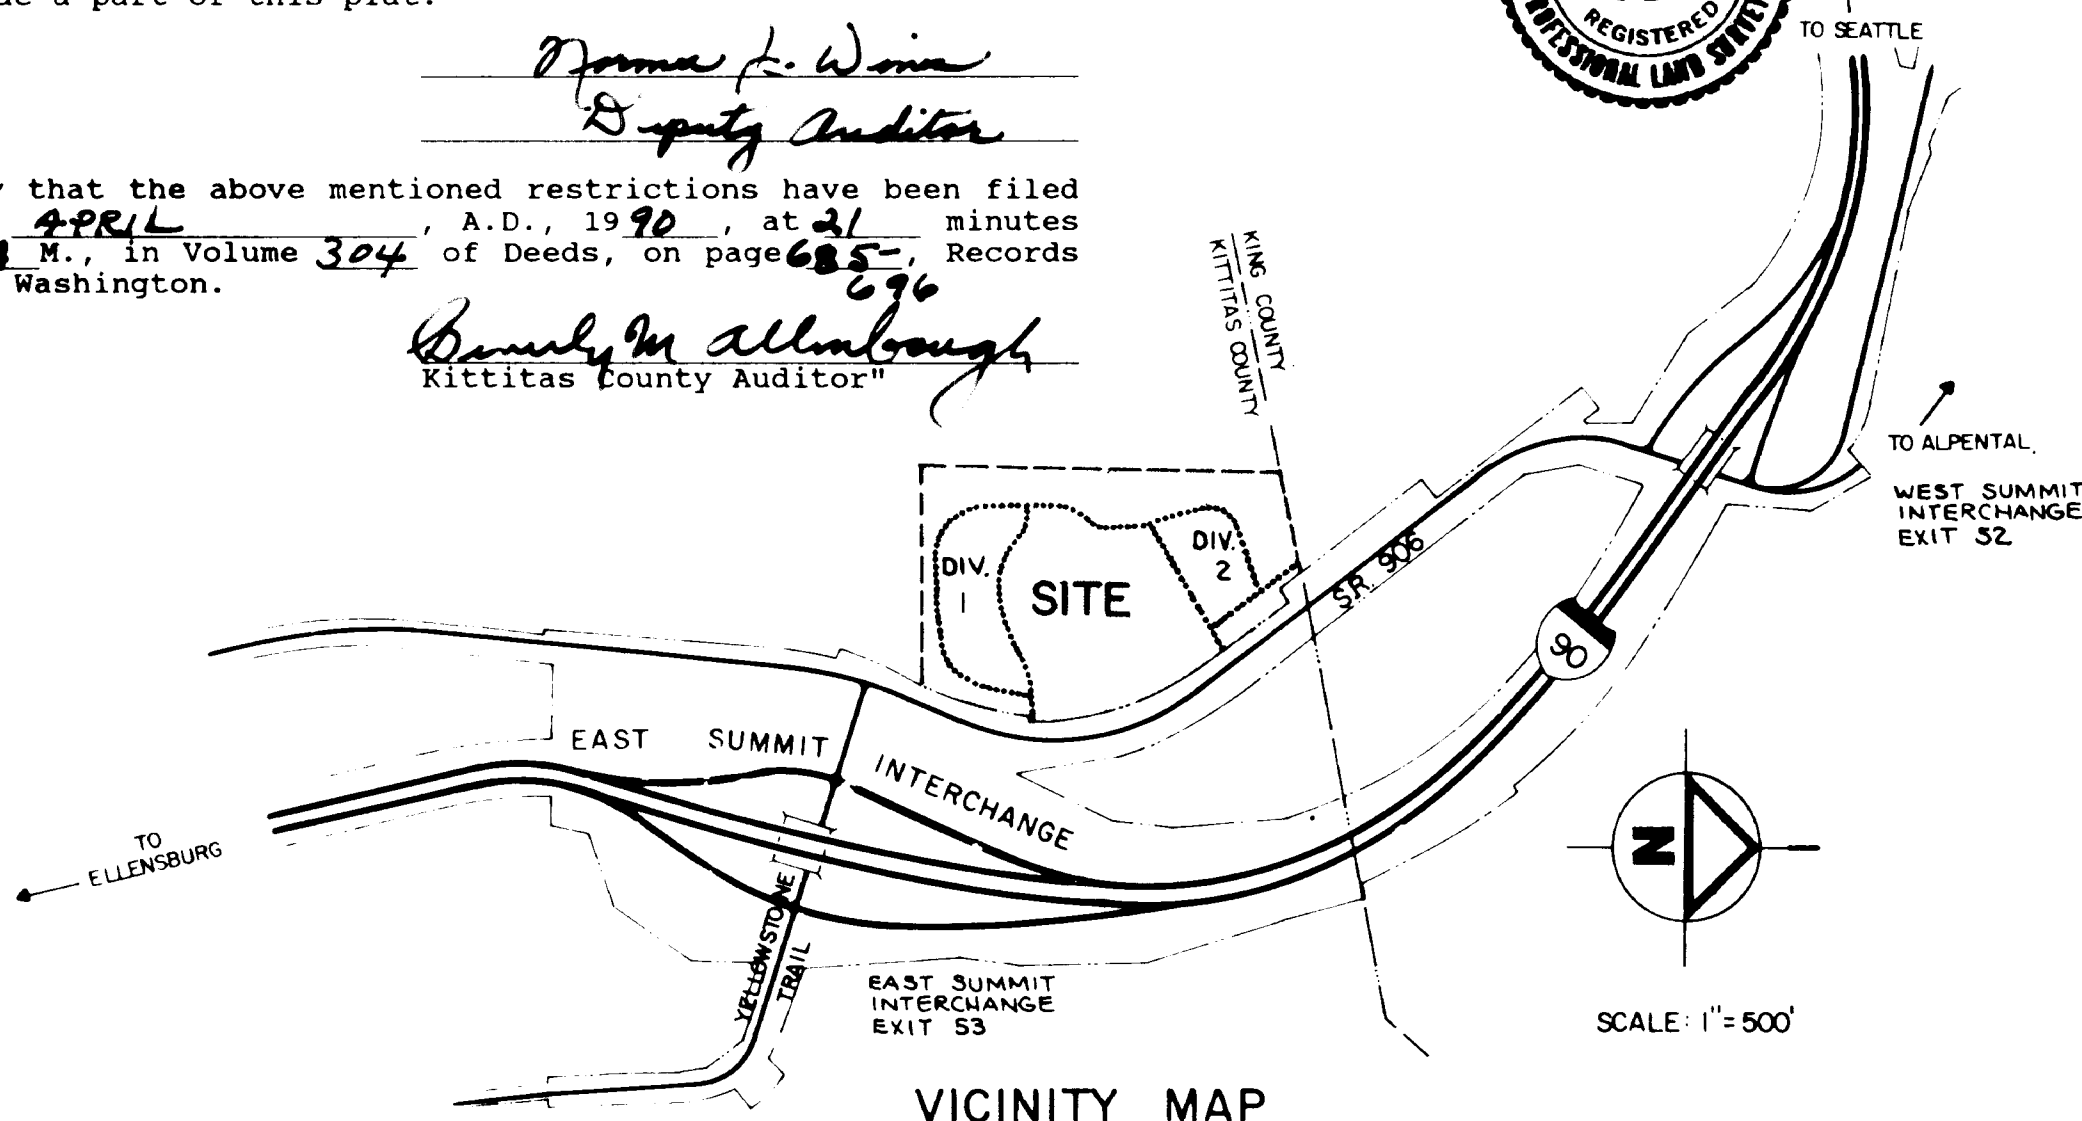 de a part of this plat.
Norma L. Wines
Deputy Auditor
that the above mentioned restrictions have been filed
APRIL, A.D., 1990, at 21 minutes
M., in Volume 304 of Deeds, on page 685-, Records
696
Washington.
Beverly M Allenbaugh
Kittitas County Auditor"
REGISTERED
PROFESSIONAL LAND SURVEY
TO SEATTLE
KING COUNTY
KITTITAS COUNTY
TO ALPENTAL.
WEST SUMMIT
INTERCHANGE
EXIT 52
DIV.
1
SITE
DIV.
2
S.R. 906
90
EAST SUMMIT INTERCHANGE
TO
ELLENSBURG
YELLOWSTONE
TRAIL
EAST SUMMIT
INTERCHANGE
EXIT 53
N
SCALE: 1"=500'
VICINITY MAP